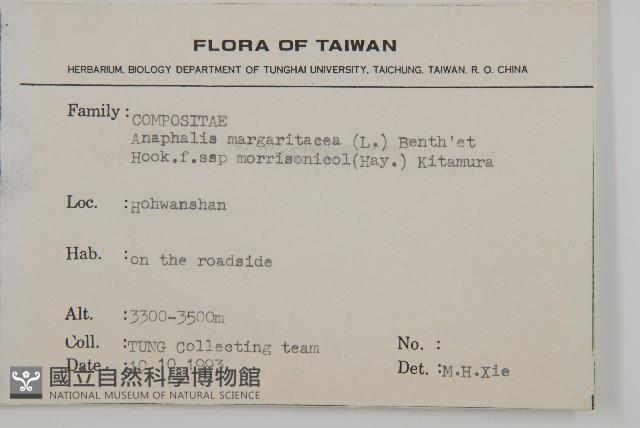 FLORA OF TAIWAN
HERBARIUM, BIOLOGY DEPARTMENT OF TUNGHAI UNIVERSITY, TAICHUNG, TAIWAN, R. O. CHINA
Family : COMPOSITAE
Anaphalis margaritacea (L.) Benth'et
Hook.f.ssp morrisonicol(Hay.) Kitamura
Loc. : Hohwanshan
Hab. : on the roadside
Alt. : 3300-3500m
Coll. : TUNG Collecting team No. :
Date 10.10.1993 Det. : M.H.Xie
國立自然科學博物館
NATIONAL MUSEUM OF NATURAL SCIENCE